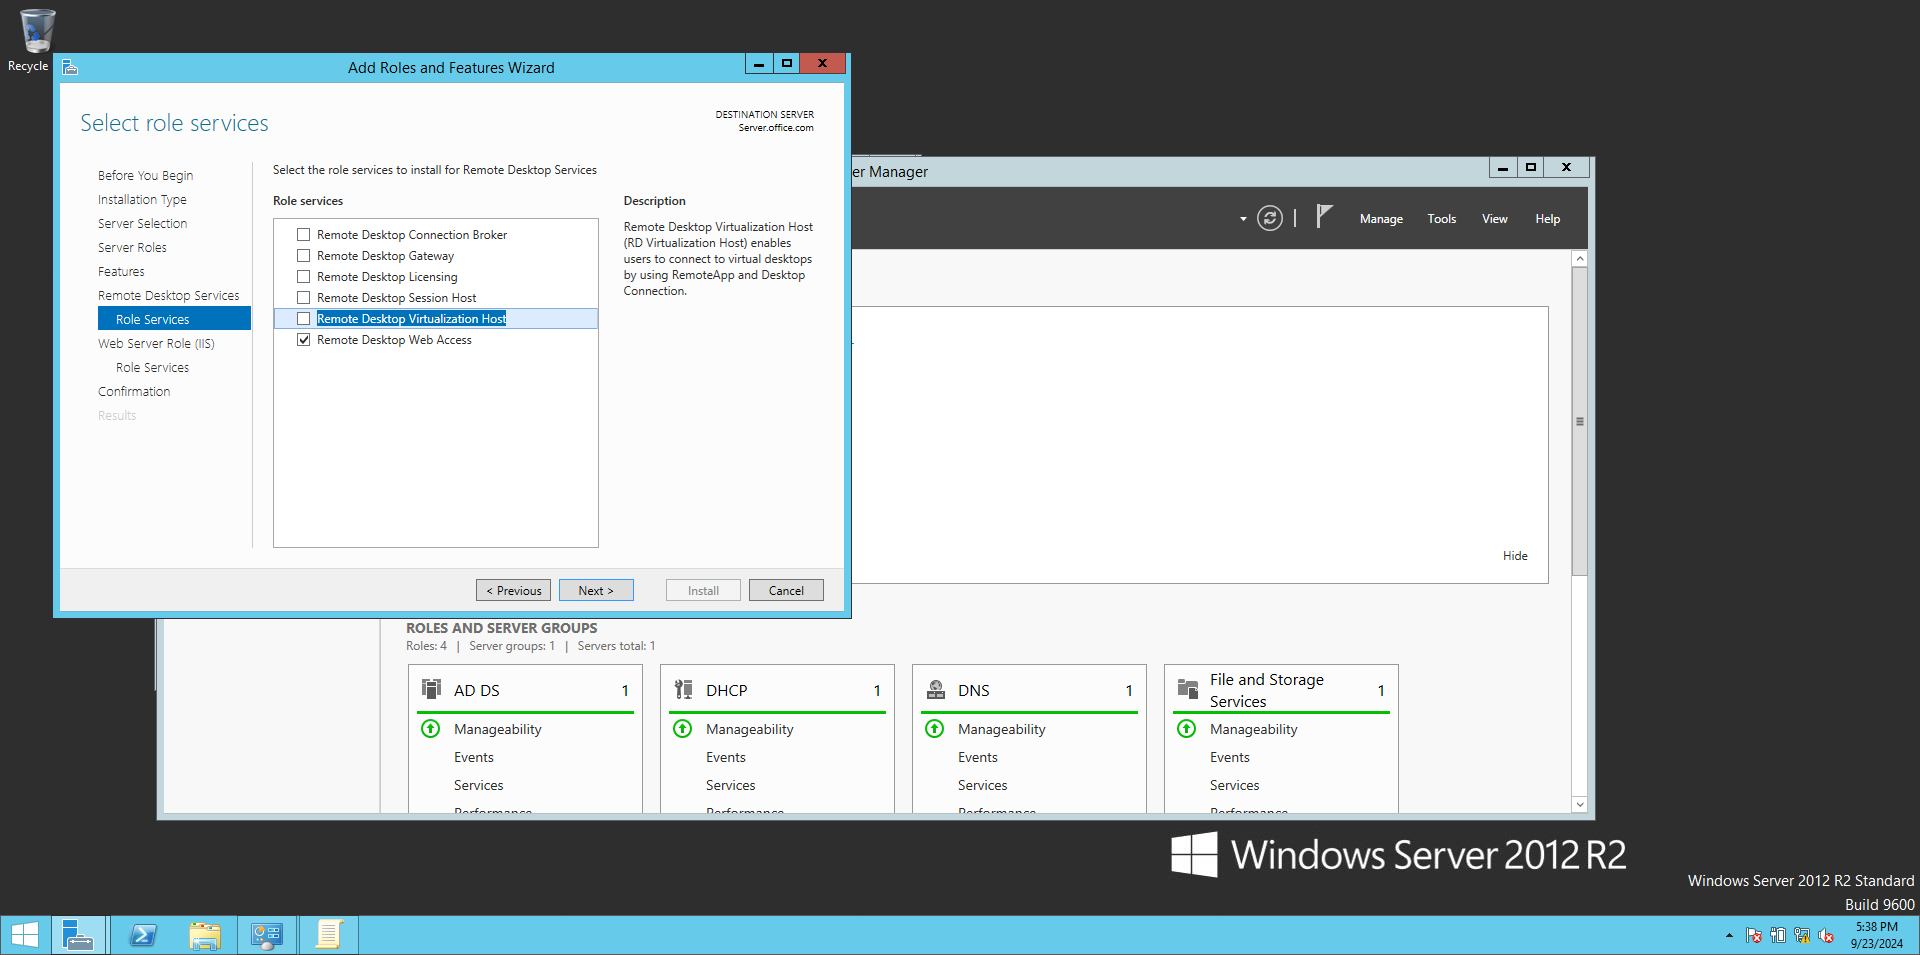 Recycle
Add Roles and Features Wizard
Select role services
DESTINATION SERVER
Server.office.com
Before You Begin
Installation Type
Server Selection
Server Roles
Features
Remote Desktop Services
Role Services
Web Server Role (IIS)
Role Services
Confirmation
Results
Select the role services to install for Remote Desktop Services
Role services
Remote Desktop Connection Broker
Remote Desktop Gateway
Remote Desktop Licensing
Remote Desktop Session Host
Remote Desktop Virtualization Host
Remote Desktop Web Access
Description
Remote Desktop Virtualization Host
(RD Virtualization Host) enables
users to connect to virtual desktops
by using RemoteApp and Desktop
Connection.
< Previous
Next >
Install
Cancel
er Manager
Manage
Tools
View
Help
Hide
ROLES AND SERVER GROUPS
Roles: 4 | Server groups: 1 | Servers total: 1
AD DS 1
Manageability
Events
Services
Performance
DHCP 1
Manageability
Events
Services
Performance
DNS 1
Manageability
Events
Services
Performance
File and Storage
Services 1
Manageability
Events
Services
Performance
Windows Server 2012 R2
Windows Server 2012 R2 Standard
Build 9600
5:38 PM
9/23/2024